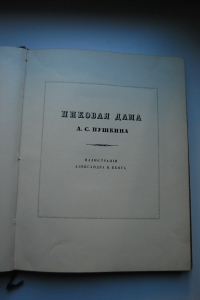 ПИКОВАЯ ДАМА
А. С. ПУШКИНА
ИЛЛЮСТРАЦИИ
АЛЕКСАНДРА Н БЕНУА